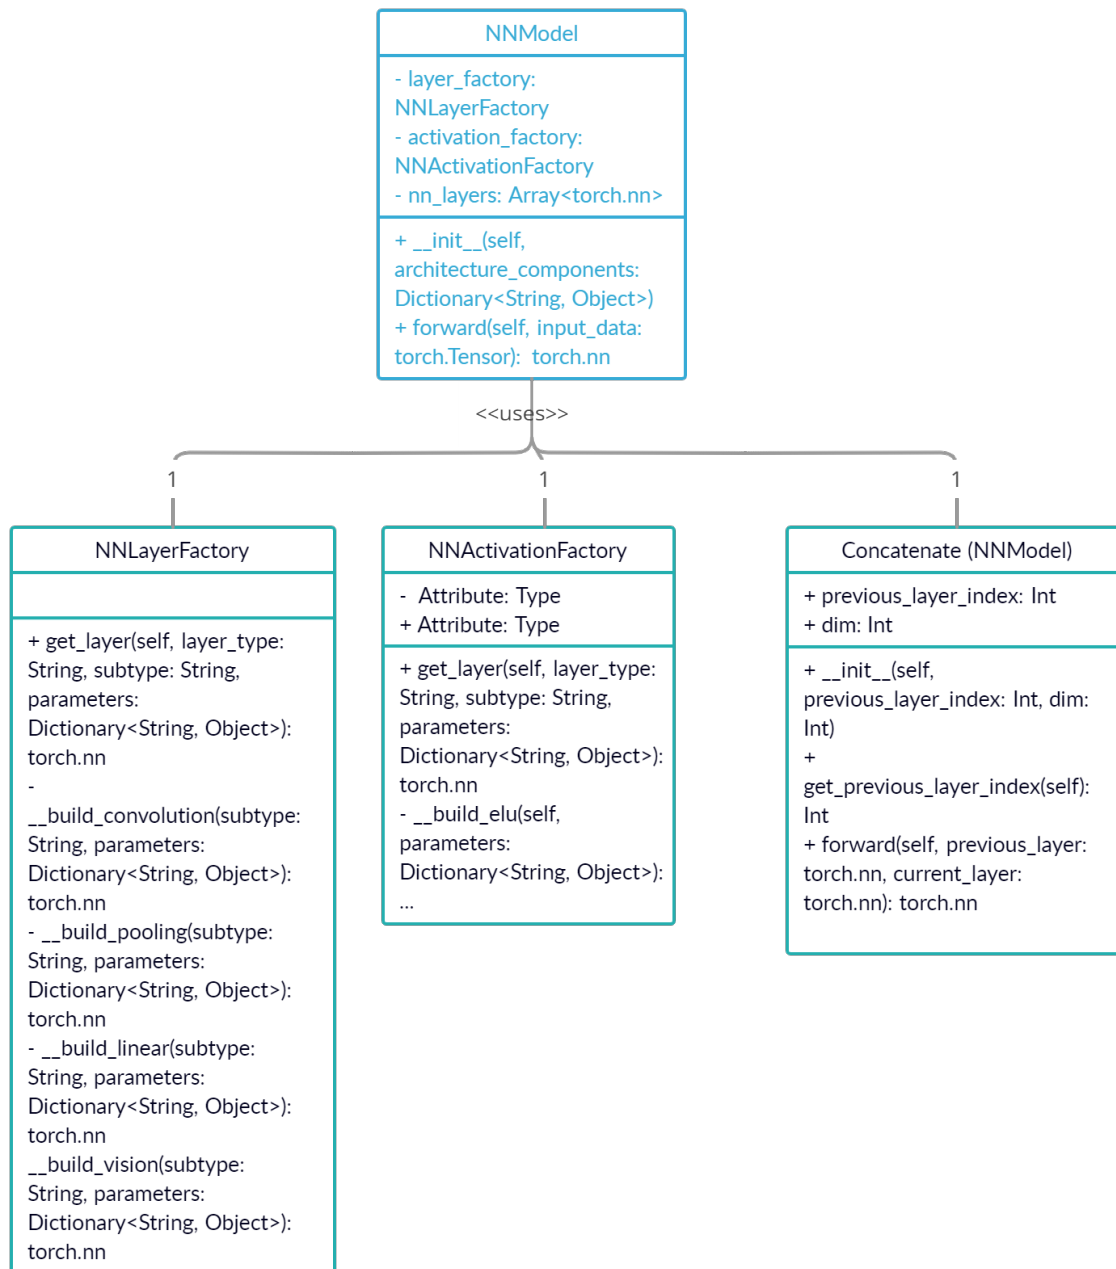 NNModel
- layer_factory:
NNLayerFactory
- activation_factory:
NNActivationFactory
- nn_layers: Array<torch.nn>
+ __init__(self,
architecture_components:
Dictionary<String, Object>)
+ forward(self, input_data:
torch.Tensor): torch.nn
<<uses>>
1
1
1
NNLayerFactory
+ get_layer(self, layer_type:
String, subtype: String,
parameters:
Dictionary<String, Object>):
torch.nn
-
__build_convolution(subtype:
String, parameters:
Dictionary<String, Object>):
torch.nn
- __build_pooling(subtype:
String, parameters:
Dictionary<String, Object>):
torch.nn
- __build_linear(subtype:
String, parameters:
Dictionary<String, Object>):
torch.nn
__build_vision(subtype:
String, parameters:
Dictionary<String, Object>):
torch.nn
NNActivationFactory
- Attribute: Type
+ Attribute: Type
+ get_layer(self, layer_type:
String, subtype: String,
parameters:
Dictionary<String, Object>):
torch.nn
- __build_elu(self,
parameters:
Dictionary<String, Object>):
...
Concatenate (NNModel)
+ previous_layer_index: Int
+ dim: Int
+ __init__(self,
previous_layer_index: Int, dim:
Int)
+
get_previous_layer_index(self):
Int
+ forward(self, previous_layer:
torch.nn, current_layer:
torch.nn): torch.nn